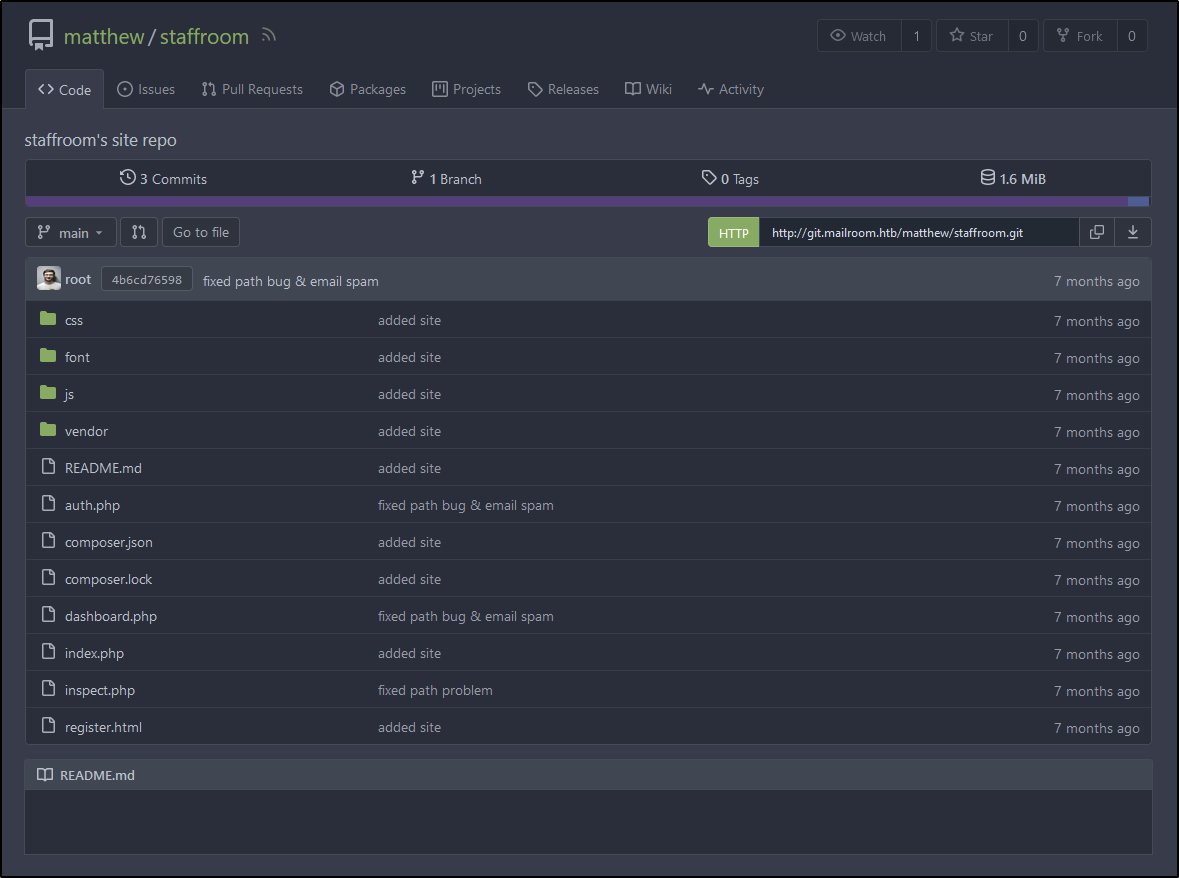 matthew / staffroom Watch 1 Star 0 Fork 0
Code Issues Pull Requests Packages Projects Releases Wiki Activity
staffroom's site repo
3 Commits 1 Branch 0 Tags 1.6 MiB
main Go to file HTTP http://git.mailroom.htb/matthew/staffroom.git
root 4b6cd76598 fixed path bug & email spam 7 months ago
css added site 7 months ago
font added site 7 months ago
js added site 7 months ago
vendor added site 7 months ago
README.md added site 7 months ago
auth.php fixed path bug & email spam 7 months ago
composer.json added site 7 months ago
composer.lock added site 7 months ago
dashboard.php fixed path bug & email spam 7 months ago
index.php added site 7 months ago
inspect.php fixed path problem 7 months ago
register.html added site 7 months ago
README.md